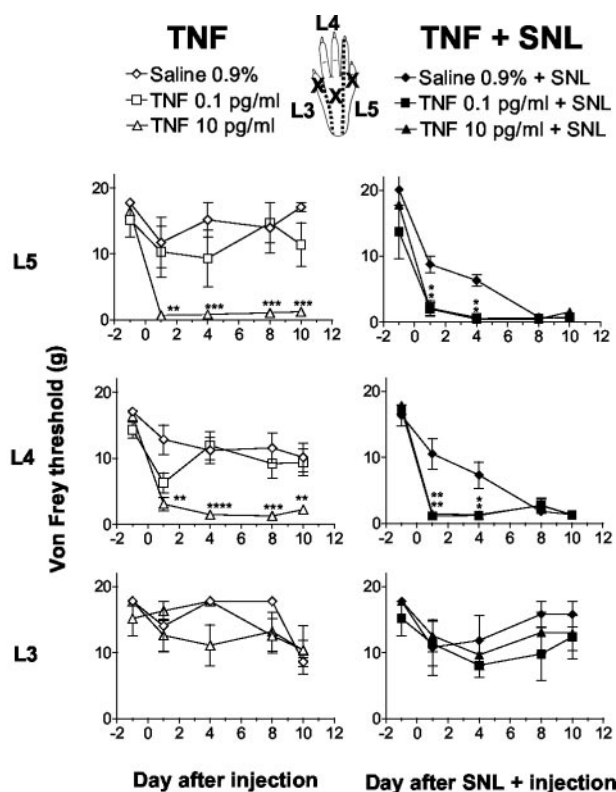 TNF
Saline 0.9%
TNF 0.1 pg/ml
TNF 10 pg/ml
L4
X X X
L3 L5
TNF + SNL
Saline 0.9% + SNL
TNF 0.1 pg/ml + SNL
TNF 10 pg/ml + SNL
Von Frey threshold (g)
L5
20
10
0
** *** *** ***
-2 0 2 4 6 8 10 12
20
10
0
** **
-2 0 2 4 6 8 10 12
L4
20
10
0
** **** *** **
-2 0 2 4 6 8 10 12
20
10
0
** ** **
-2 0 2 4 6 8 10 12
L3
20
10
0
-2 0 2 4 6 8 10 12
20
10
0
-2 0 2 4 6 8 10 12
Day after injection
Day after SNL + injection